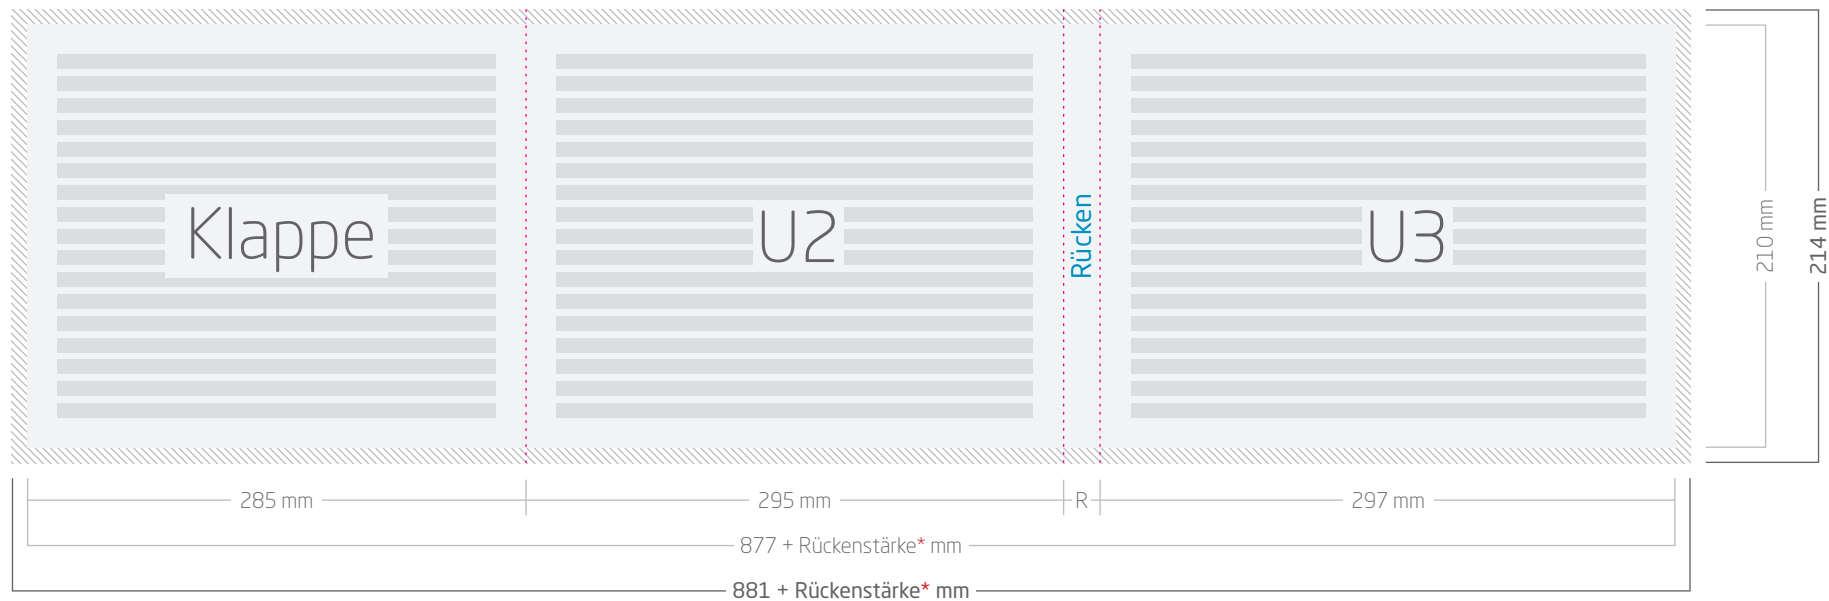 Klappe
U2
Rücken
U3
210 mm
214 mm
285 mm
295 mm
R
297 mm
877 + Rückenstärke* mm
881 + Rückenstärke* mm